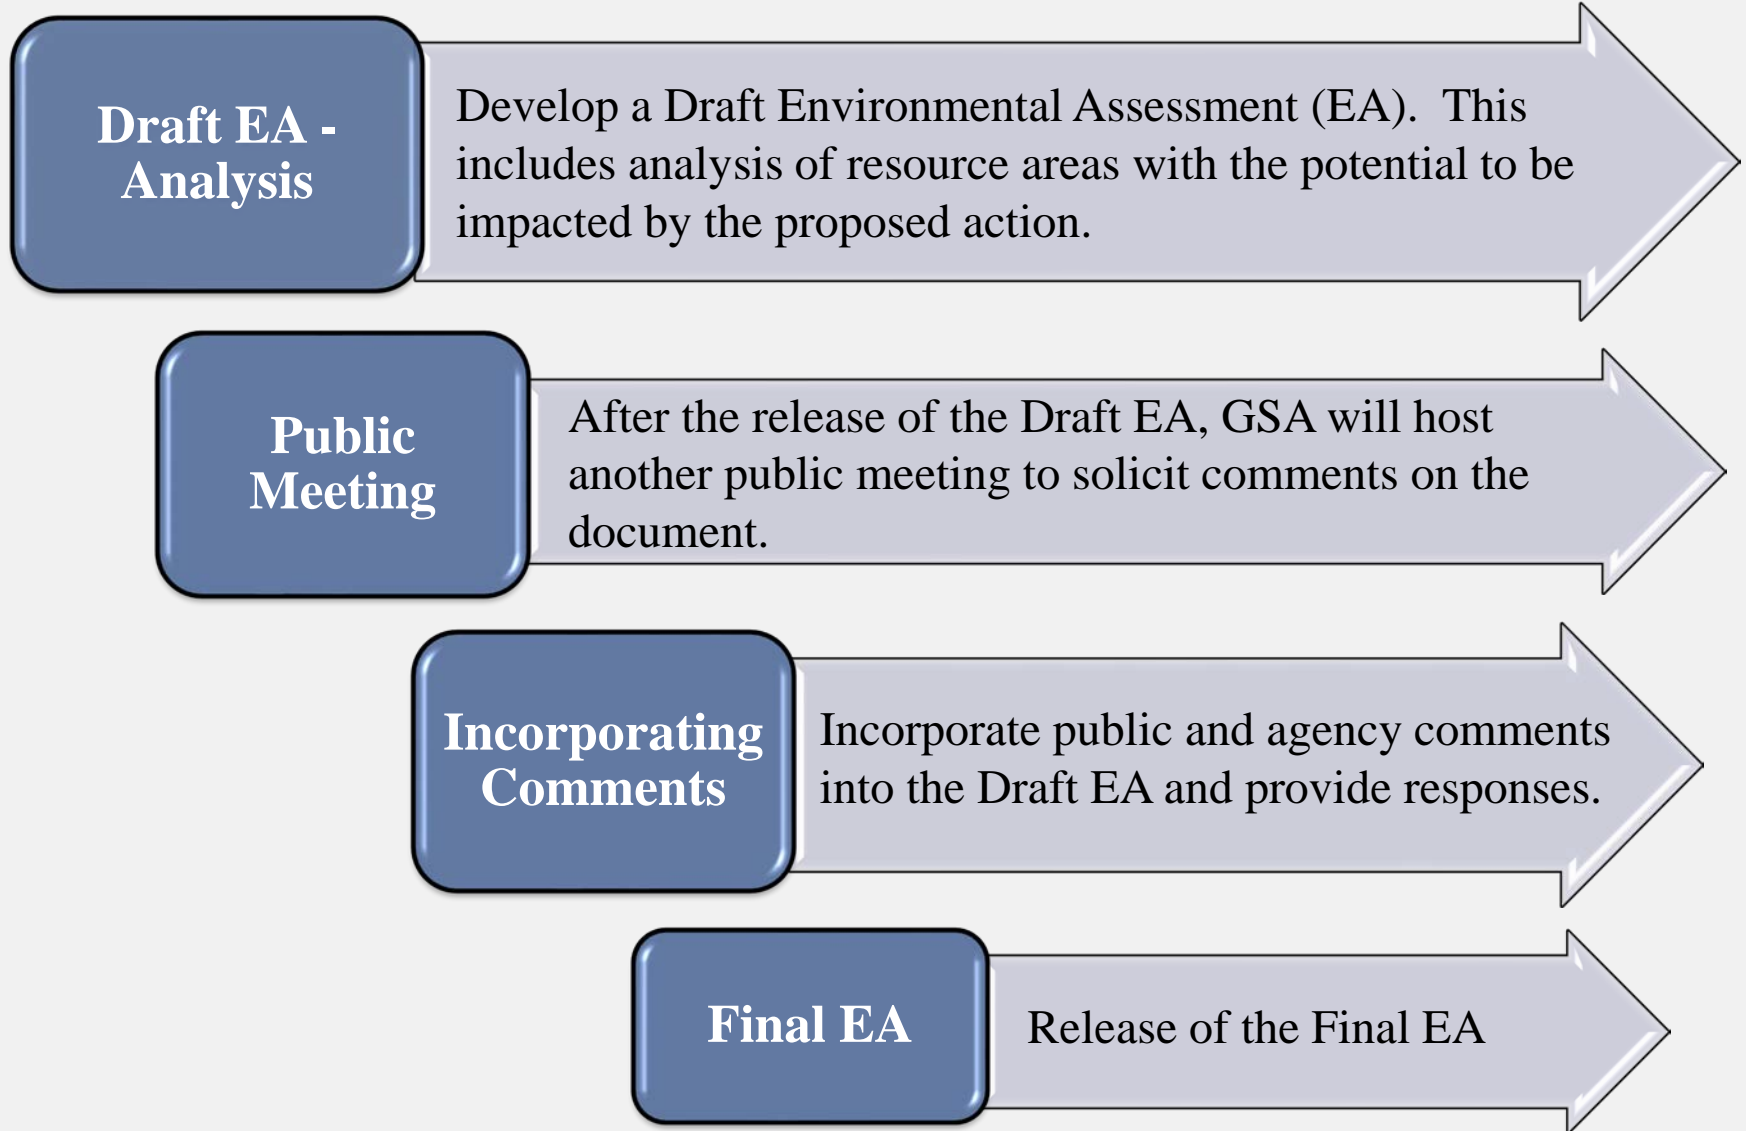 Draft EA -
Analysis
Develop a Draft Environmental Assessment (EA).  This
includes analysis of resource areas with the potential to be
impacted by the proposed action.
Public
Meeting
After the release of the Draft EA, GSA will host
another public meeting to solicit comments on the
document.
Incorporating
Comments
Incorporate public and agency comments
into the Draft EA and provide responses.
Final EA
Release of the Final EA